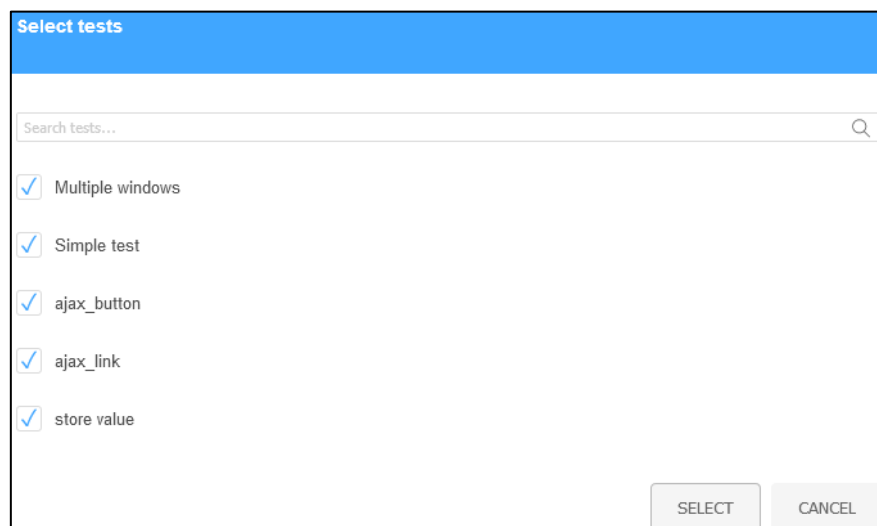 Select tests
Search tests...
Multiple windows
Simple test
ajax_button
ajax_link
store value
SELECT CANCEL